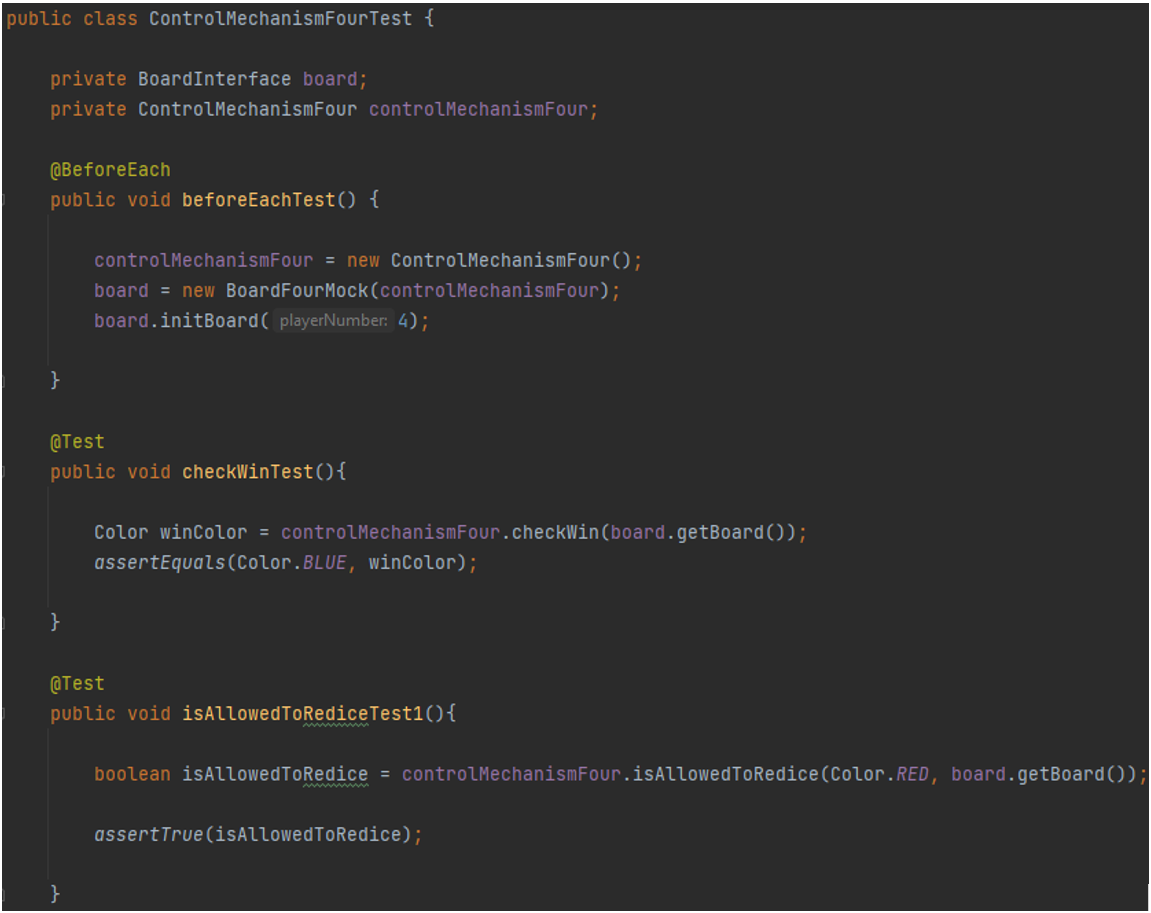 public class ControlMechanismFourTest {
private BoardInterface board;
private ControlMechanismFour controlMechanismFour;
@BeforeEach
public void beforeEachTest() {
controlMechanismFour = new ControlMechanismFour();
board = new BoardFourMock(controlMechanismFour);
board.initBoard( playerNumber: 4);
}
@Test
public void checkWinTest(){
Color winColor = controlMechanismFour.checkWin(board.getBoard());
assertEquals(Color.BLUE, winColor);
}
@Test
public void isAllowedToRediceTest1(){
boolean isAllowedToRedice = controlMechanismFour.isAllowedToRedice(Color.RED, board.getBoard());
assertTrue(isAllowedToRedice);
}